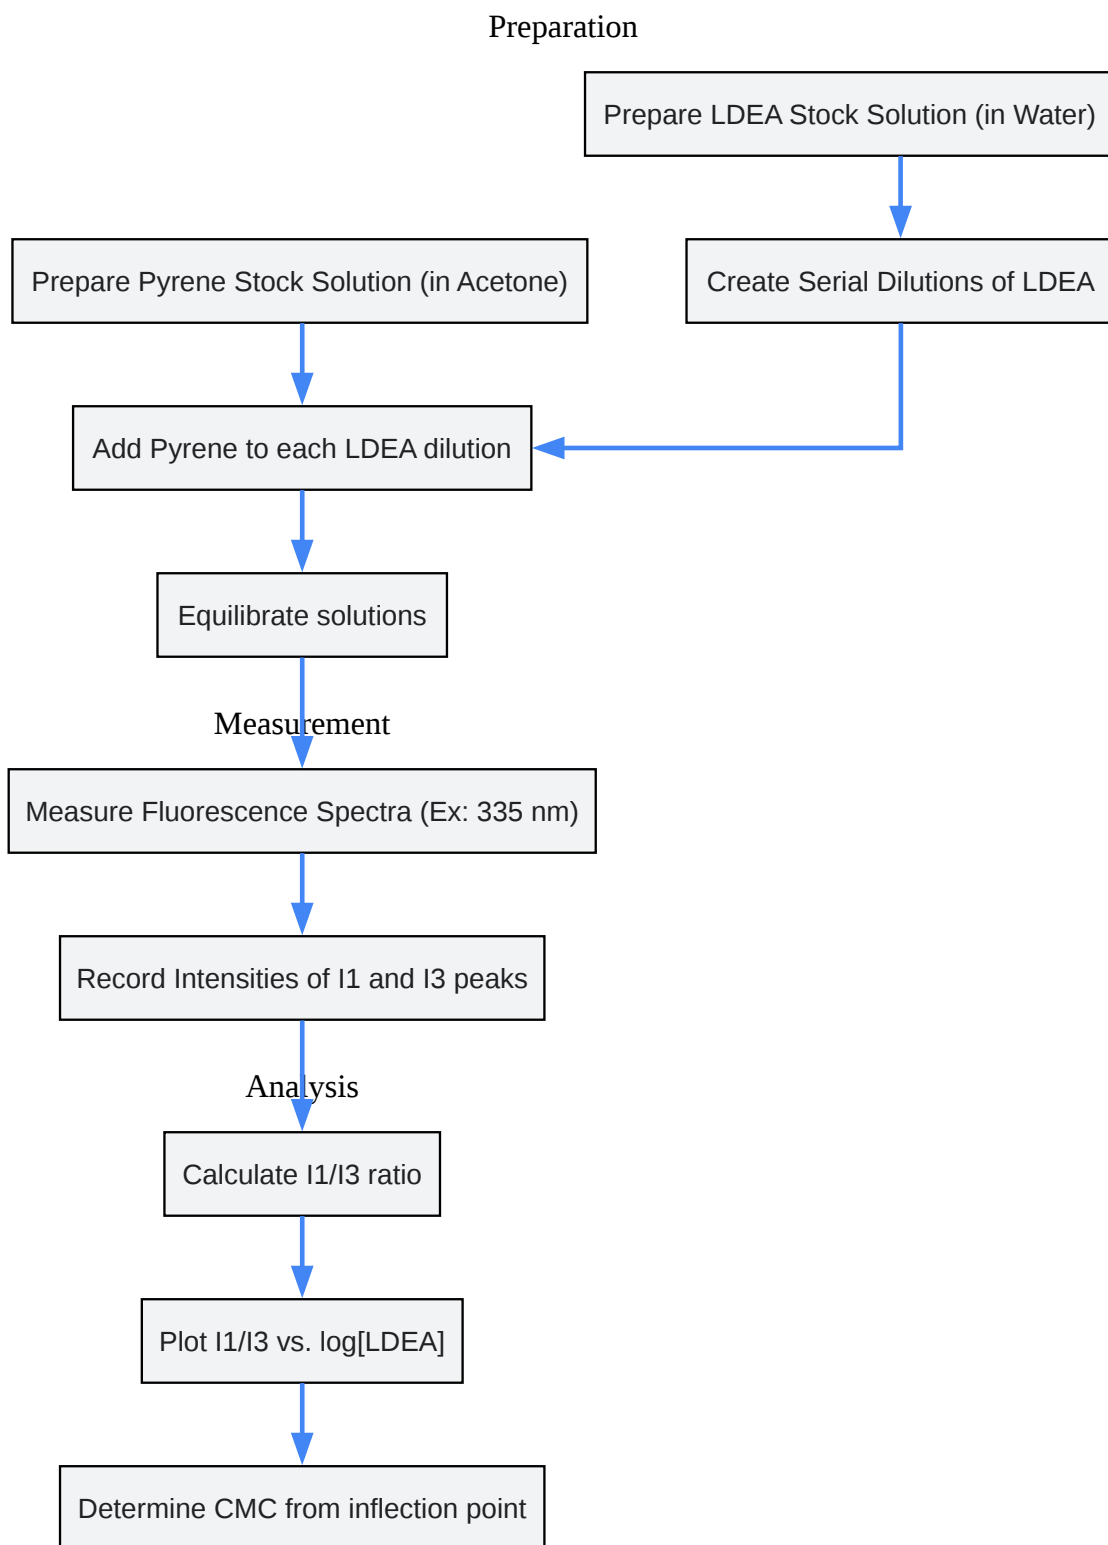 Preparation
Prepare LDEA Stock Solution (in Water)
Prepare Pyrene Stock Solution (in Acetone)
Create Serial Dilutions of LDEA
Add Pyrene to each LDEA dilution
Equilibrate solutions
Measurement
Measure Fluorescence Spectra (Ex: 335 nm)
Record Intensities of I1 and I3 peaks
Analysis
Calculate I1/I3 ratio
Plot I1/I3 vs. log[LDEA]
Determine CMC from inflection point